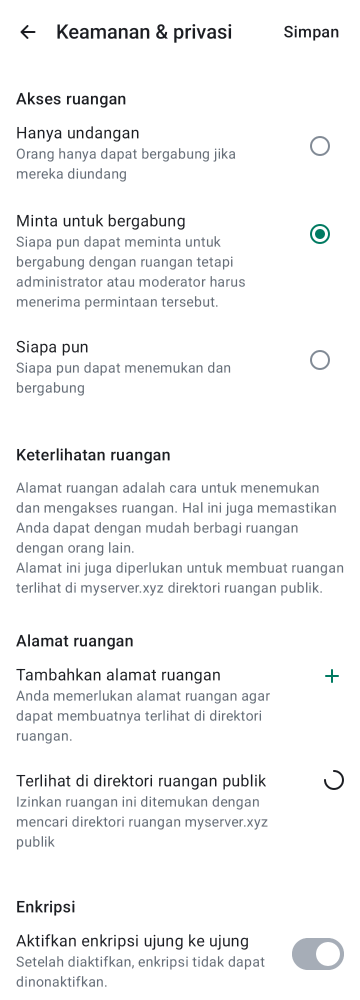 Keamanan & privasi
Simpan
Akses ruangan
Hanya undangan
Orang hanya dapat bergabung jika
mereka diundang
Minta untuk bergabung
Siapa pun dapat meminta untuk
bergabung dengan ruangan tetapi
administrator atau moderator harus
menerima permintaan tersebut.
Siapa pun
Siapa pun dapat menemukan dan
bergabung
Keterlihatan ruangan
Alamat ruangan adalah cara untuk menemukan
dan mengakses ruangan. Hal ini juga memastikan
Anda dapat dengan mudah berbagi ruangan
dengan orang lain.
Alamat ini juga diperlukan untuk membuat ruangan
terlihat di myserver.xyz direktori ruangan publik.
Alamat ruangan
Tambahkan alamat ruangan
Anda memerlukan alamat ruangan agar
dapat membuatnya terlihat di direktori
ruangan.
Terlihat di direktori ruangan publik
Izinkan ruangan ini ditemukan dengan
mencari direktori ruangan myserver.xyz
publik
Enkripsi
Aktifkan enkripsi ujung ke ujung
Setelah diaktifkan, enkripsi tidak dapat
dinonaktifkan.